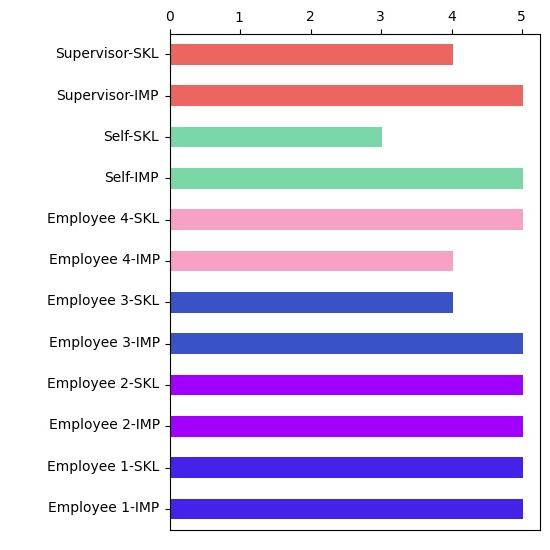 0 1 2 3 4 5
Supervisor-SKL
Supervisor-IMP
Self-SKL
Self-IMP
Employee 4-SKL
Employee 4-IMP
Employee 3-SKL
Employee 3-IMP
Employee 2-SKL
Employee 2-IMP
Employee 1-SKL
Employee 1-IMP